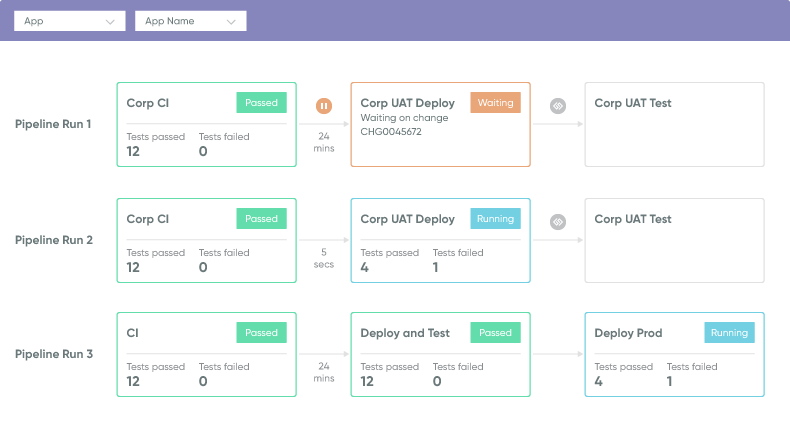 App
App Name
Pipeline Run 1
Corp CI
Passed
Tests passed
Tests failed
12
0
24
mins
Corp UAT Deploy
Waiting
Waiting on change
CHG0045672
Corp UAT Test
Pipeline Run 2
Corp CI
Passed
Tests passed
Tests failed
12
0
5
secs
Corp UAT Deploy
Running
Tests passed
Tests failed
4
1
Corp UAT Test
Pipeline Run 3
CI
Passed
Tests passed
Tests failed
12
0
24
mins
Deploy and Test
Passed
Tests passed
Tests failed
12
0
Deploy Prod
Running
Tests passed
Tests failed
4
1